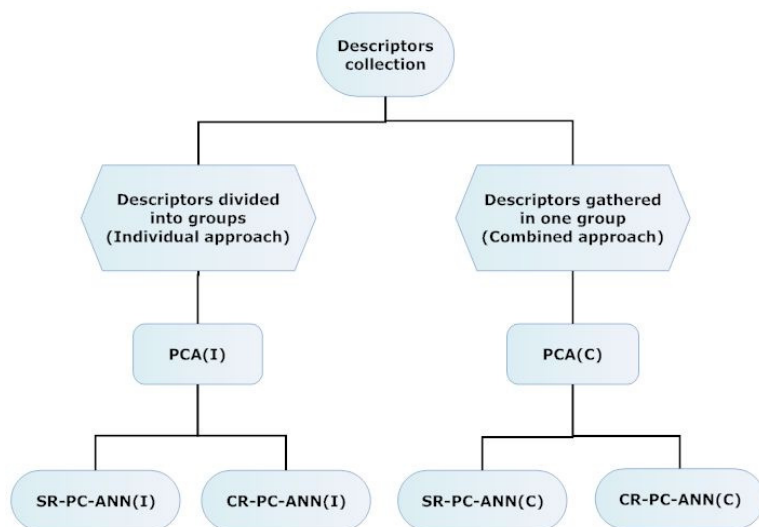 Descriptors
collection
Descriptors divided
into groups
(Individual approach)
Descriptors gathered
in one group
(Combined approach)
PCA(I)
PCA(C)
SR-PC-ANN(I)
CR-PC-ANN(I)
SR-PC-ANN(C)
CR-PC-ANN(C)